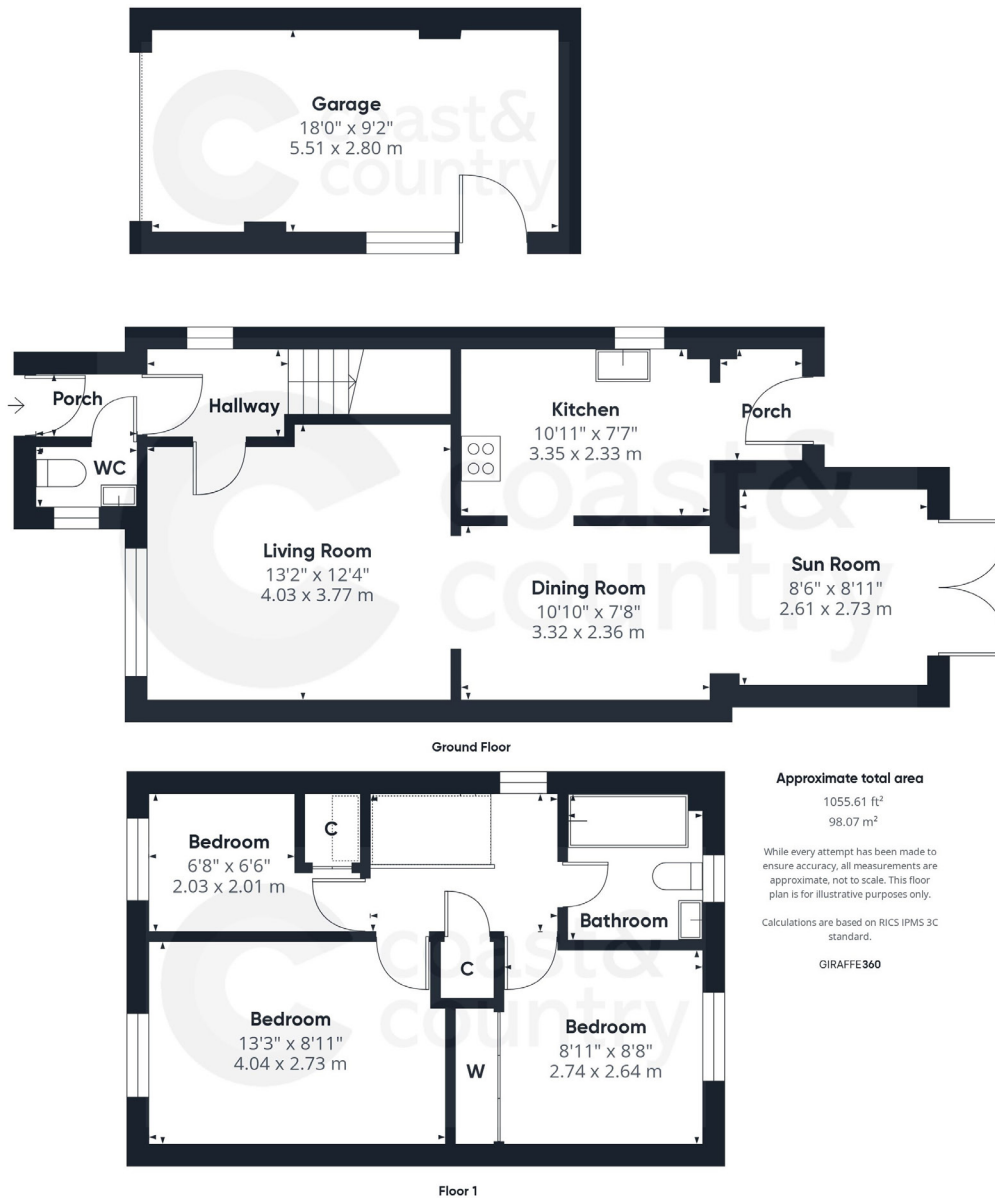 Garage
18'0" x 9'2"
5.51 x 2.80 m
coast&
country
Porch
Hallway
WC
Kitchen
10'11" x 7'7"
3.35 x 2.33 m
Porch
Living Room
13'2" x 12'4"
4.03 x 3.77 m
Dining Room
10'10" x 7'8"
3.32 x 2.36 m
Sun Room
8'6" x 8'11"
2.61 x 2.73 m
coast&
country
Ground Floor
Bedroom
6'8" x 6'6"
2.03 x 2.01 m
C
Bathroom
C
Bedroom
13'3" x 8'11"
4.04 x 2.73 m
W
Bedroom
8'11" x 8'8"
2.74 x 2.64 m
coast&
country
Floor 1
Approximate total area
1055.61 ft²
98.07 m²
While every attempt has been made to
ensure accuracy, all measurements are
approximate, not to scale. This floor
plan is for illustrative purposes only.
Calculations are based on RICS IPMS 3C
standard.
GIRAFFE360